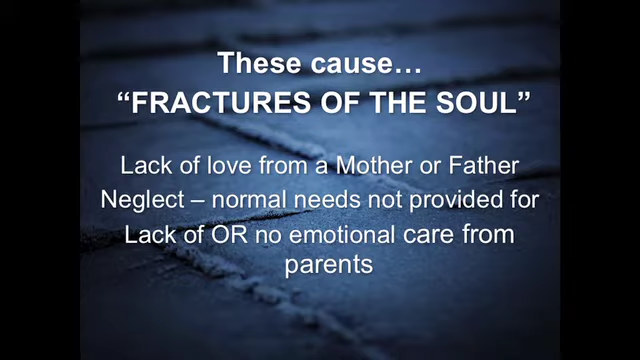 These cause…
“FRACTURES OF THE SOUL”
Lack of love from a Mother or Father
Neglect – normal needs not provided for
Lack of OR no emotional care from
parents